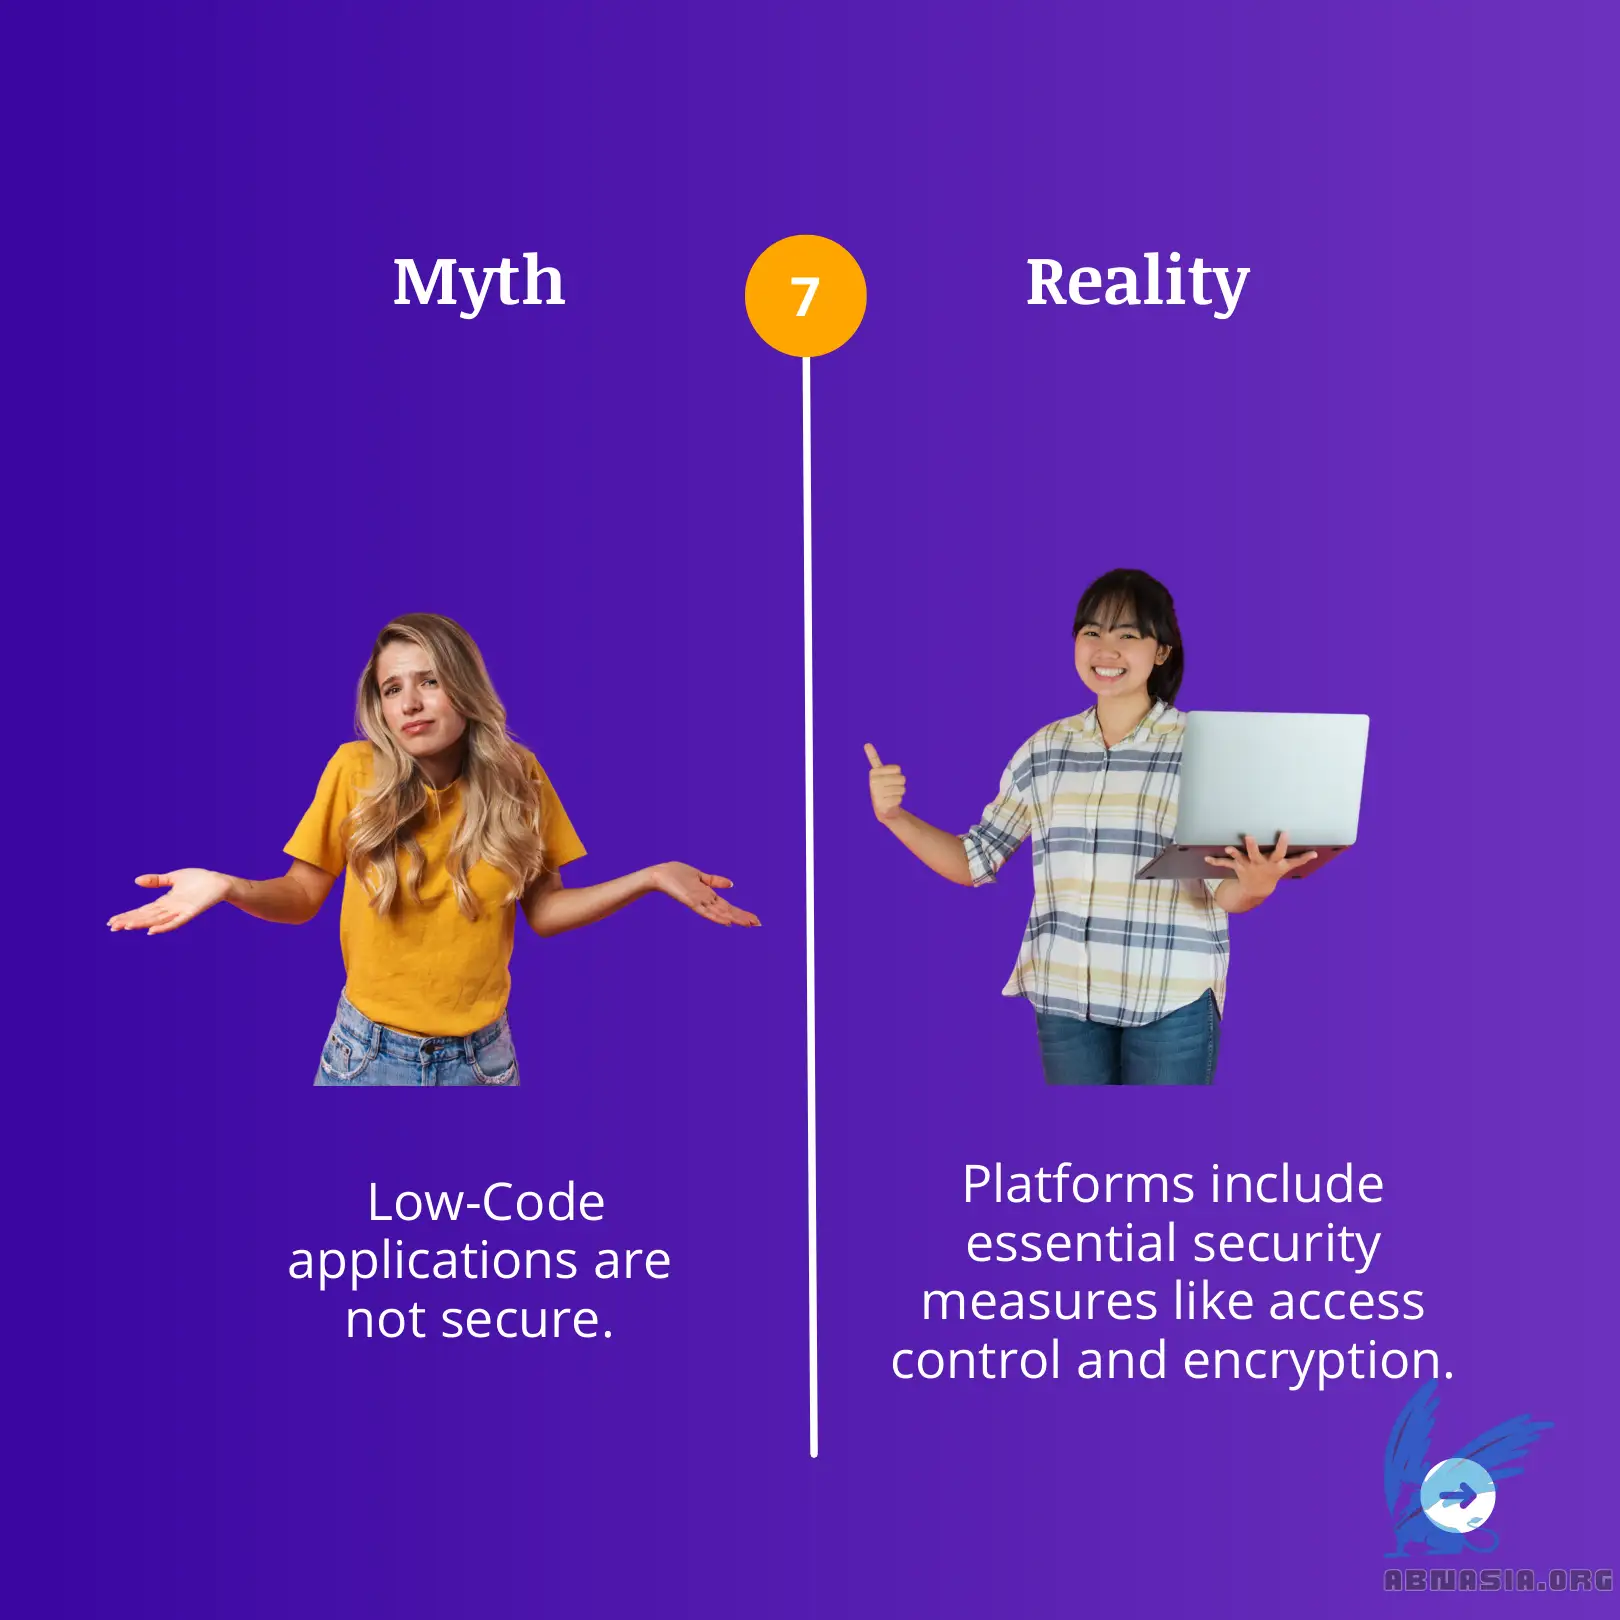 Myth
7
Reality
Low-Code
applications are
not secure.
Platforms include
essential security
measures like access
control and encryption.
ABNASIA.ORG